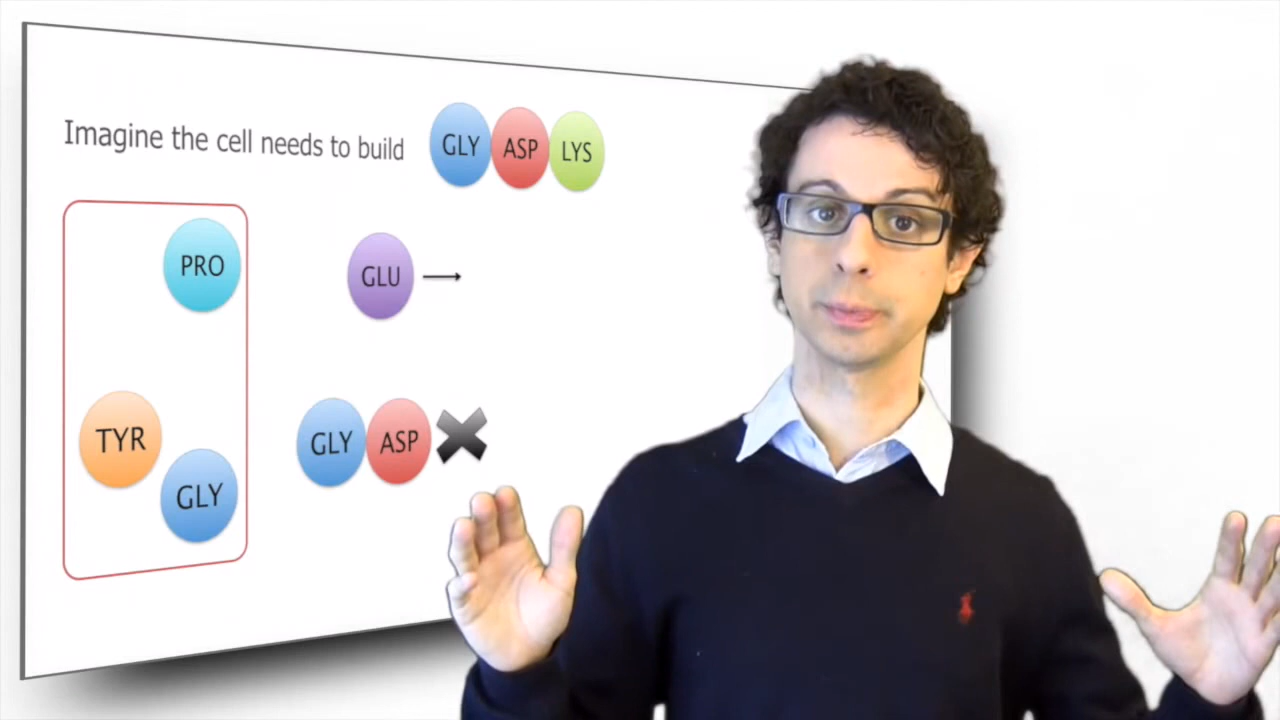 Imagine the cell needs to build GLY ASP LYS
PRO
GLU
TYR
GLY
GLY ASP